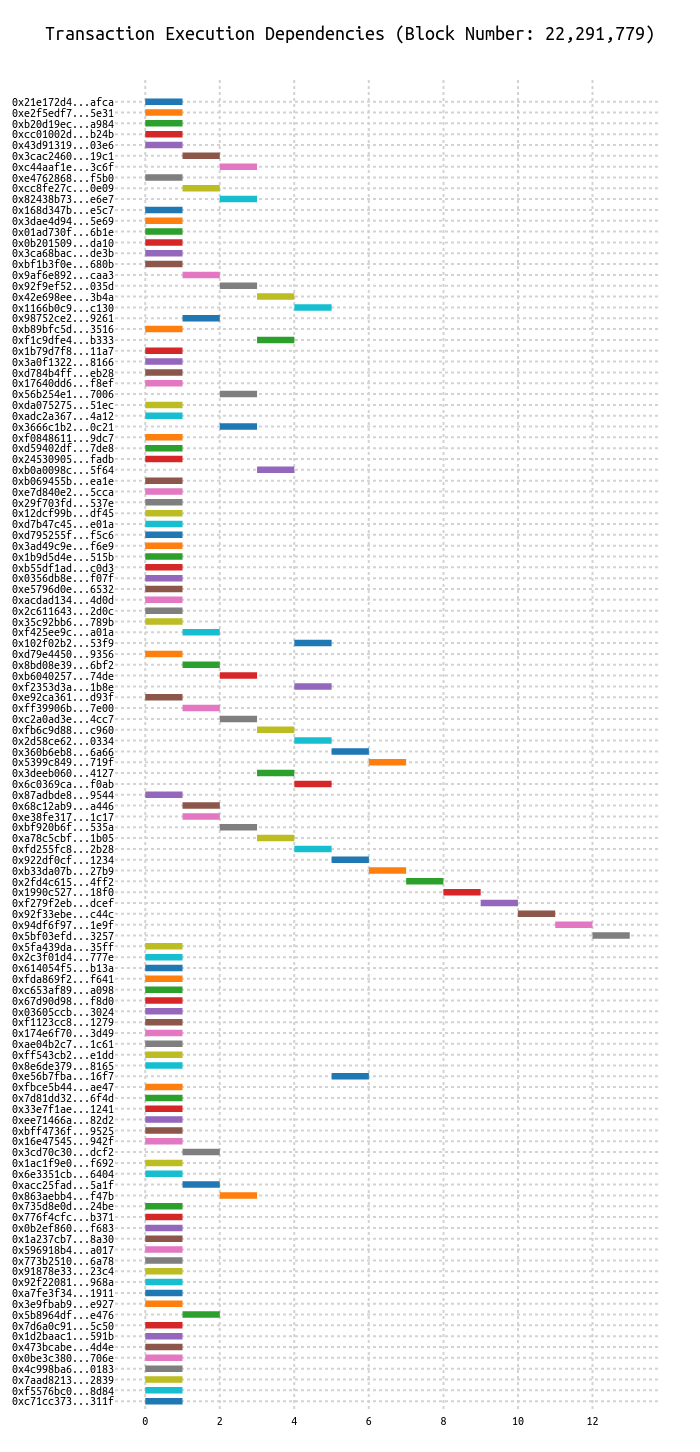 Transaction Execution Dependencies (Block Number: 22,291,779)
0x21e172d4...afca
0xe2f5edf7...5e31
0xb20d19ec...a984
0xcc01002d...b24b
0x43d91319...03e6
0x3cac2460...19c1
0xc44aaf1e...3c6f
0xe4762868...f5b0
0xcc8fe27c...0e09
0x82438b73...e6e7
0x168d347b...e5c7
0x3dae4d94...5e69
0x01ad730f...6b1e
0x0b201509...da10
0x3ca68bac...de3b
0xbf1b3f0e...680b
0x9af6e892...caa3
0x92f9ef52...035d
0x42e698ee...3b4a
0x1166b0c9...c130
0x98752ce2...9261
0xb89bfc5d...3516
0xf1c9dfe4...b333
0x1b79d7f8...11a7
0x3a0f1322...8166
0xd784b4ff...eb28
0x17640dd6...f8ef
0x56b254e1...7006
0xda075275...51ec
0xadc2a367...4a12
0x3666c1b2...0c21
0xf0848611...9dc7
0xd59402df...7de8
0x24530905...fadb
0xb0a0098c...5f64
0xb069455b...ea1e
0xe7d840e2...5cca
0x29f703fd...537e
0x12dcf99b...df45
0xd7b47c45...e01a
0xd795255f...f5c6
0x3ad49c9e...f6e9
0x1b9d5d4e...515b
0xb55df1ad...c0d3
0x0356db8e...f07f
0xe5796d0e...6532
0xacdad134...4d0d
0x2c611643...2d0c
0x35c92bb6...789b
0xf425ee9c...a01a
0x102f02b2...53f9
0xd79e4450...9356
0x8bd08e39...6bf2
0xb6040257...74de
0xf2353d3a...1b8e
0xe92ca361...d93f
0xff39906b...7e00
0xc2a0ad3e...4cc7
0xfb6c9d88...c960
0x2d58ce62...0334
0x360b6eb8...6a66
0x5399c849...719f
0x3deeb060...4127
0x6c0369ca...f0ab
0x87adbde8...9544
0x68c12ab9...a446
0xe38fe317...1c17
0xbf920b6f...535a
0xa78c5cbf...1b05
0xfd255fc8...2b28
0x922df0cf...1234
0xb33da07b...27b9
0x2fd4c615...4ff2
0x1990c527...18f0
0xf279f2eb...dcef
0x92f33ebe...c44c
0x94df6f97...1e9f
0x5bf03efd...3257
0x5fa439da...35ff
0x2c3f01d4...777e
0x614054f5...b13a
0xfda869f2...f641
0xc653af89...a098
0x67d90d98...f8d0
0x03605ccb...3024
0xf1123cc8...1279
0x174e6f70...3d49
0xae04b2c7...1c61
0xff543cb2...e1dd
0x8e6de379...8165
0xe56b7fba...16f7
0xfbce5b44...ae47
0x7d81dd32...6f4d
0x33e7f1ae...1241
0xee71466a...82d2
0xbff4736f...9525
0x16e47545...942f
0x3cd70c30...dcf2
0x1ac1f9e0...f692
0x6e3351cb...6404
0xacc25fad...5a1f
0x863aebb4...f47b
0x735d8e0d...24be
0x776f4cfc...b371
0x0b2ef860...f683
0x1a237cb7...8a30
0x596918b4...a017
0x773b2510...6a78
0x91878e33...23c4
0x92f22081...968a
0xa7fe3f34...1911
0x3e9fbab9...e927
0x5b8964df...e476
0x7d6a0c91...5c50
0x1d2baac1...591b
0x473bcabe...4d4e
0x0be3c380...706e
0x4c998ba6...0183
0x7aad8213...2839
0xf5576bc0...8d84
0xc71cc373...311f
0 2 4 6 8 10 12